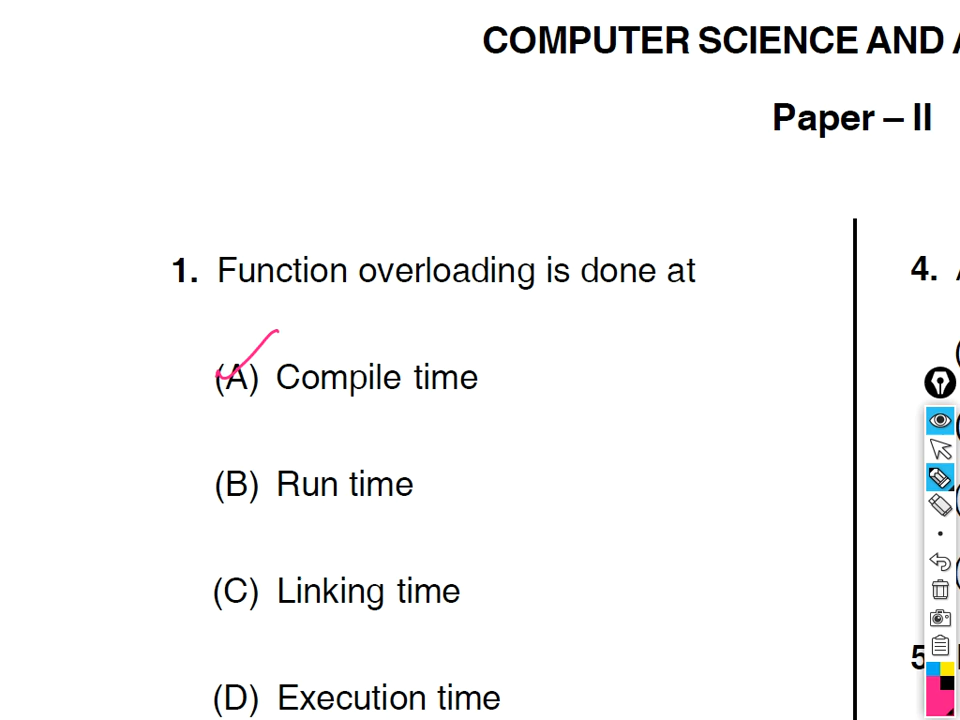 COMPUTER SCIENCE AND
Paper – II
1. Function overloading is done at
(A) Compile time
(B) Run time
(C) Linking time
(D) Execution time
4.
5